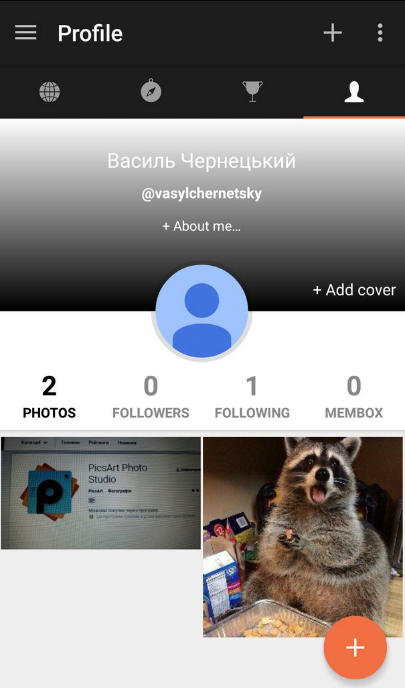 Profile
Василь Чернецький
@vasylchernetsky
+ About me...
+ Add cover
2
PHOTOS
0
FOLLOWERS
1
FOLLOWING
0
MEMBOX
PicsArt Photo
Studio
PicsArt